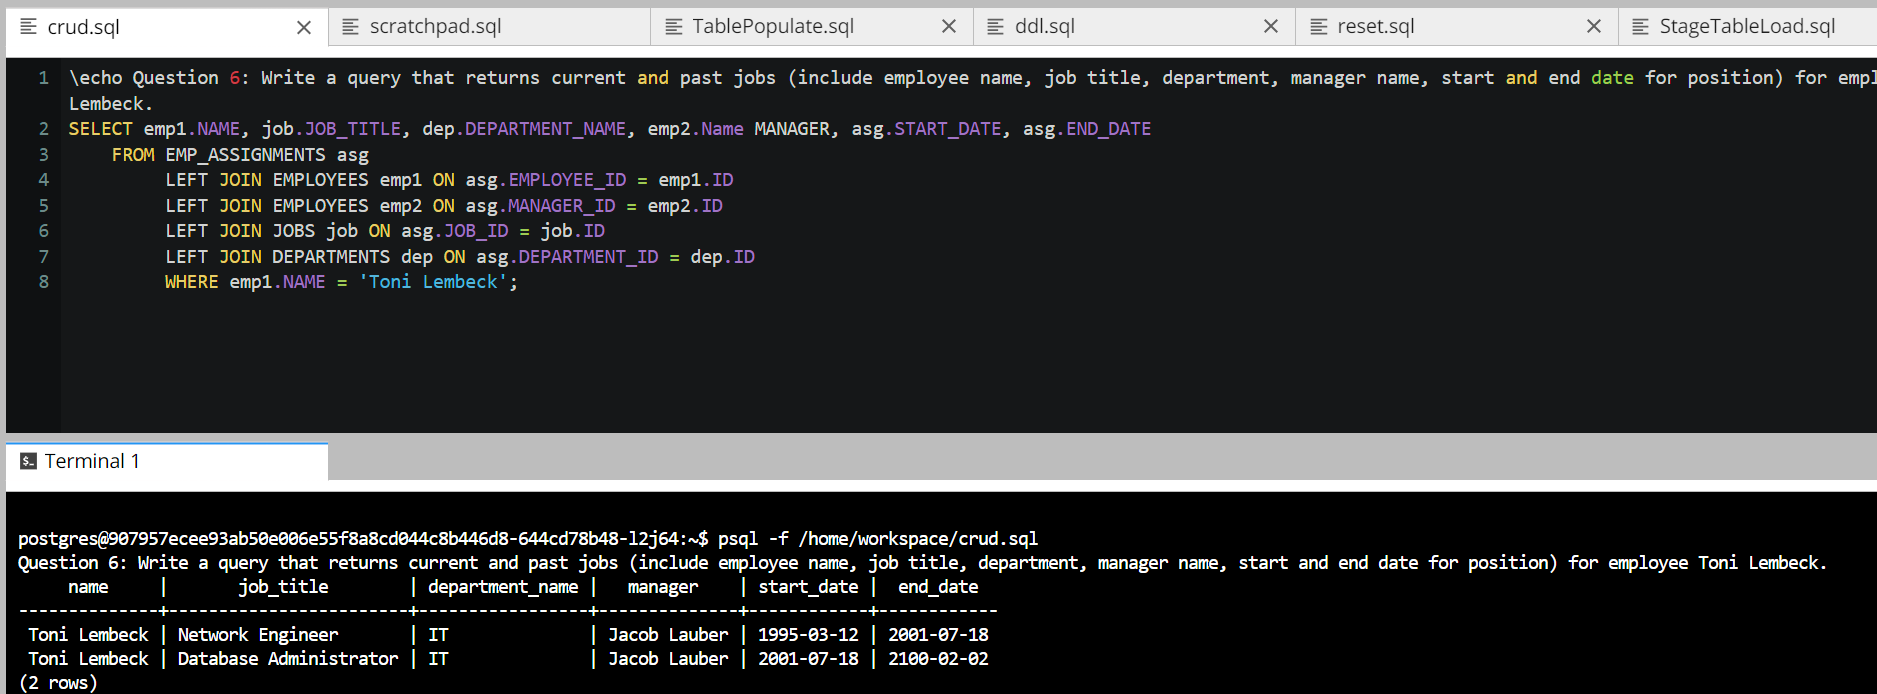 crud.sql scratchpad.sql TablePopulate.sql ddl.sql reset.sql StageTableLoad.sql
1 \echo Question 6: Write a query that returns current and past jobs (include employee name, job title, department, manager name, start and end date for position) for empl
Lembeck.
2 SELECT emp1.NAME, job.JOB_TITLE, dep.DEPARTMENT_NAME, emp2.Name MANAGER, asg.START_DATE, asg.END_DATE
3 FROM EMP_ASSIGNMENTS asg
4 LEFT JOIN EMPLOYEES emp1 ON asg.EMPLOYEE_ID = emp1.ID
5 LEFT JOIN EMPLOYEES emp2 ON asg.MANAGER_ID = emp2.ID
6 LEFT JOIN JOBS job ON asg.JOB_ID = job.ID
7 LEFT JOIN DEPARTMENTS dep ON asg.DEPARTMENT_ID = dep.ID
8 WHERE emp1.NAME = 'Toni Lembeck';
$_ Terminal 1
postgres@907957ecee93ab50e006e55f8a8cd044c8b446d8-644cd78b48-l2j64:~$ psql -f /home/workspace/crud.sql
Question 6: Write a query that returns current and past jobs (include employee name, job title, department, manager name, start and end date for position) for employee Toni Lembeck.
name | job_title | department_name | manager | start_date | end_date
--------------+------------------------+-----------------+--------------+------------+------------
Toni Lembeck | Network Engineer | IT | Jacob Lauber | 1995-03-12 | 2001-07-18
Toni Lembeck | Database Administrator | IT | Jacob Lauber | 2001-07-18 | 2100-02-02
(2 rows)